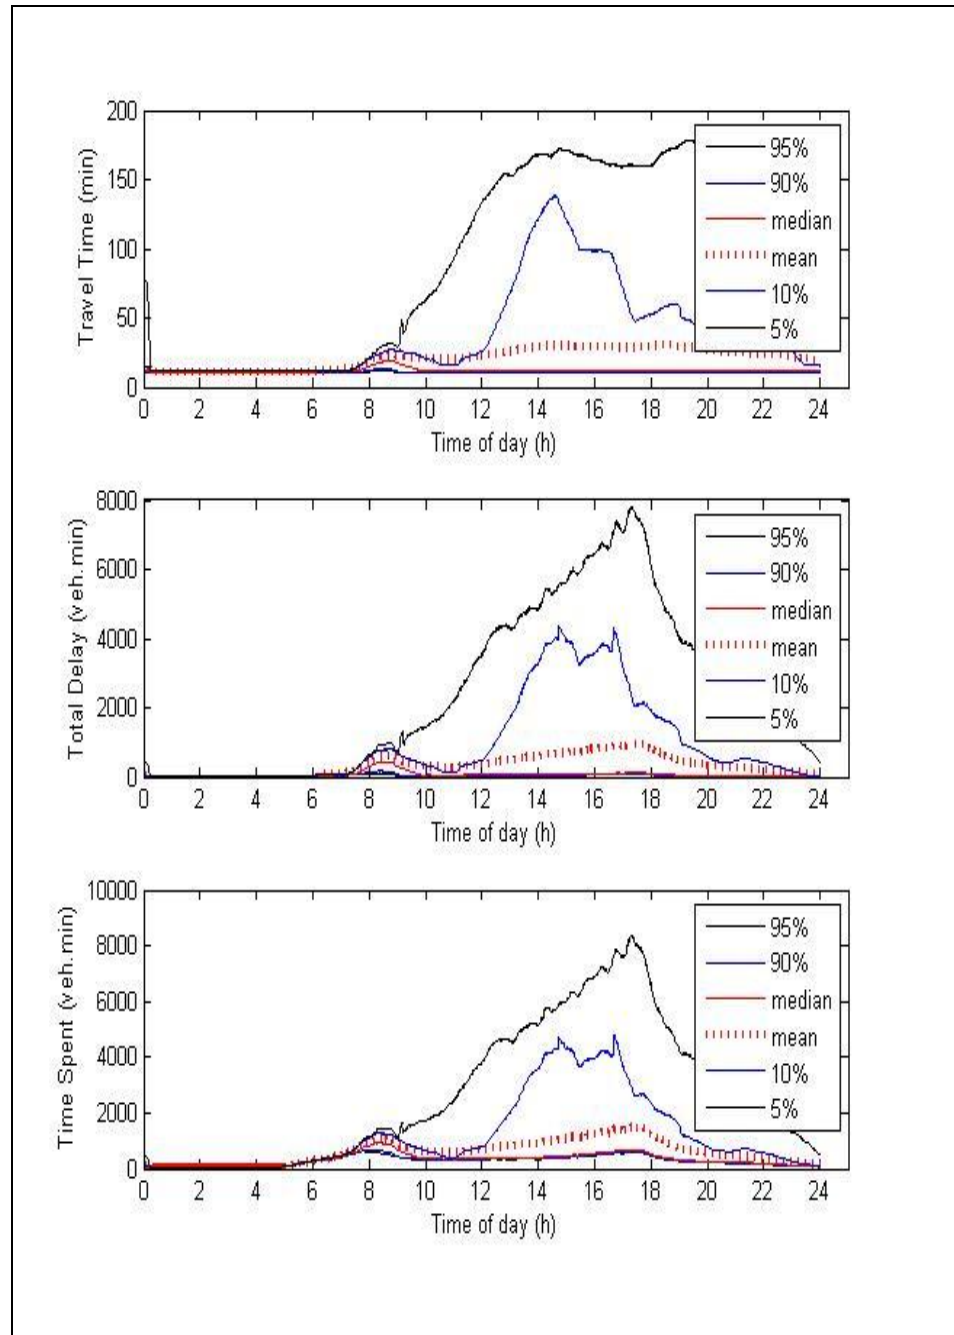 200
150
100
50
0
Travel Time (min)
95%
90%
median
mean
10%
5%
0 2 4 6 8 10 12 14 16 18 20 22 24
Time of day (h)
8000
6000
4000
2000
0
Total Delay (veh.min)
95%
90%
median
mean
10%
5%
0 2 4 6 8 10 12 14 16 18 20 22 24
Time of day (h)
10000
8000
6000
4000
2000
0
Time Spent (veh.min)
95%
90%
median
mean
10%
5%
0 2 4 6 8 10 12 14 16 18 20 22 24
Time of day (h)